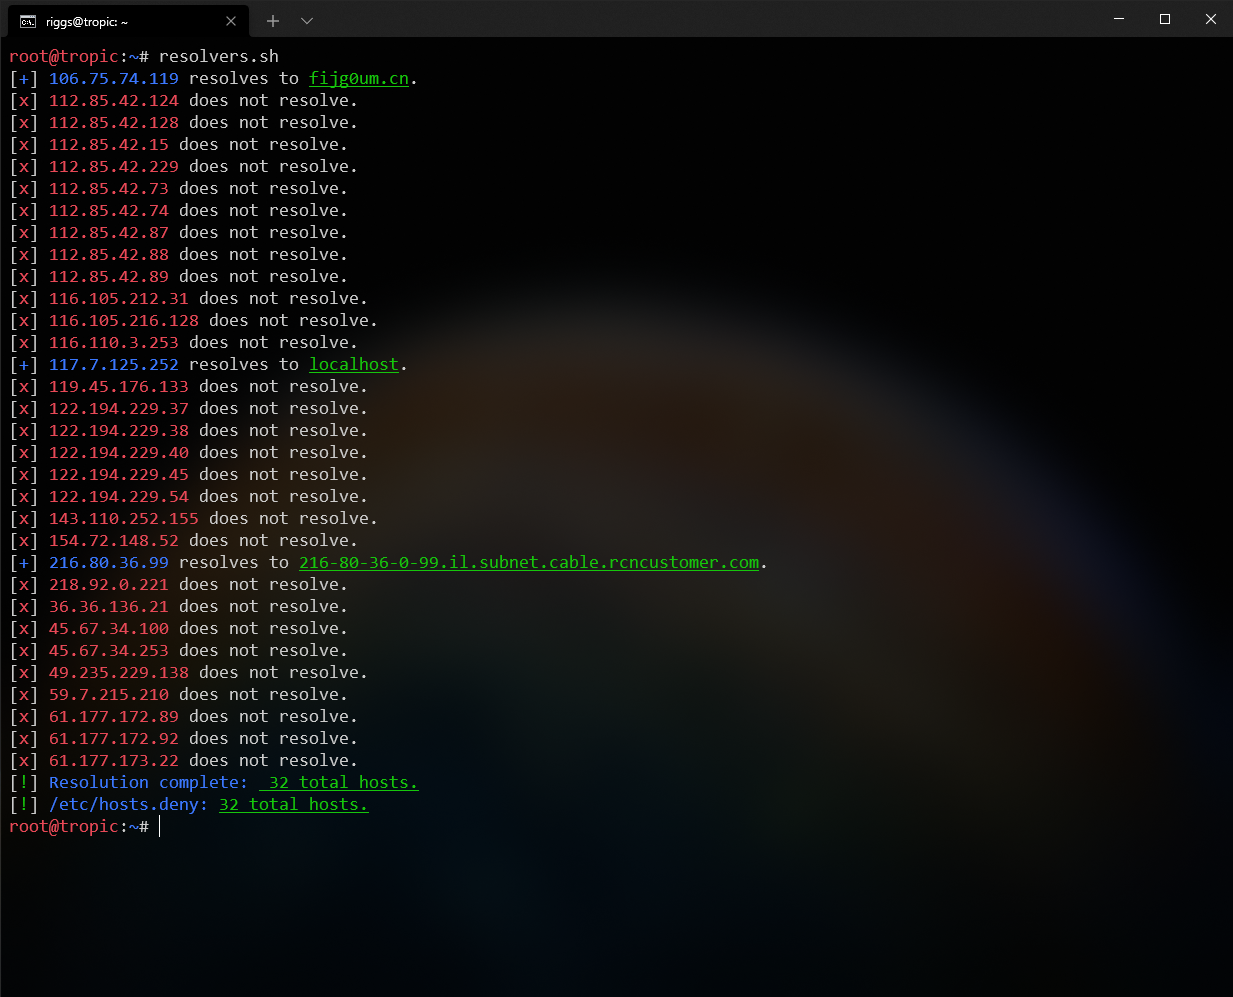 riggs@tropic: ~
root@tropic:~# resolvers.sh
[+] 106.75.74.119 resolves to fijg0um.cn.
[x] 112.85.42.124 does not resolve.
[x] 112.85.42.128 does not resolve.
[x] 112.85.42.15 does not resolve.
[x] 112.85.42.229 does not resolve.
[x] 112.85.42.73 does not resolve.
[x] 112.85.42.74 does not resolve.
[x] 112.85.42.87 does not resolve.
[x] 112.85.42.88 does not resolve.
[x] 112.85.42.89 does not resolve.
[x] 116.105.212.31 does not resolve.
[x] 116.105.216.128 does not resolve.
[x] 116.110.3.253 does not resolve.
[+] 117.7.125.252 resolves to localhost.
[x] 119.45.176.133 does not resolve.
[x] 122.194.229.37 does not resolve.
[x] 122.194.229.38 does not resolve.
[x] 122.194.229.40 does not resolve.
[x] 122.194.229.45 does not resolve.
[x] 122.194.229.54 does not resolve.
[x] 143.110.252.155 does not resolve.
[x] 154.72.148.52 does not resolve.
[+] 216.80.36.99 resolves to 216-80-36-0-99.il.subnet.cable.rcncustomer.com.
[x] 218.92.0.221 does not resolve.
[x] 36.36.136.21 does not resolve.
[x] 45.67.34.100 does not resolve.
[x] 45.67.34.253 does not resolve.
[x] 49.235.229.138 does not resolve.
[x] 59.7.215.210 does not resolve.
[x] 61.177.172.89 does not resolve.
[x] 61.177.172.92 does not resolve.
[x] 61.177.173.22 does not resolve.
[!] Resolution complete:  32 total hosts.
[!] /etc/hosts.deny: 32 total hosts.
root@tropic:~#